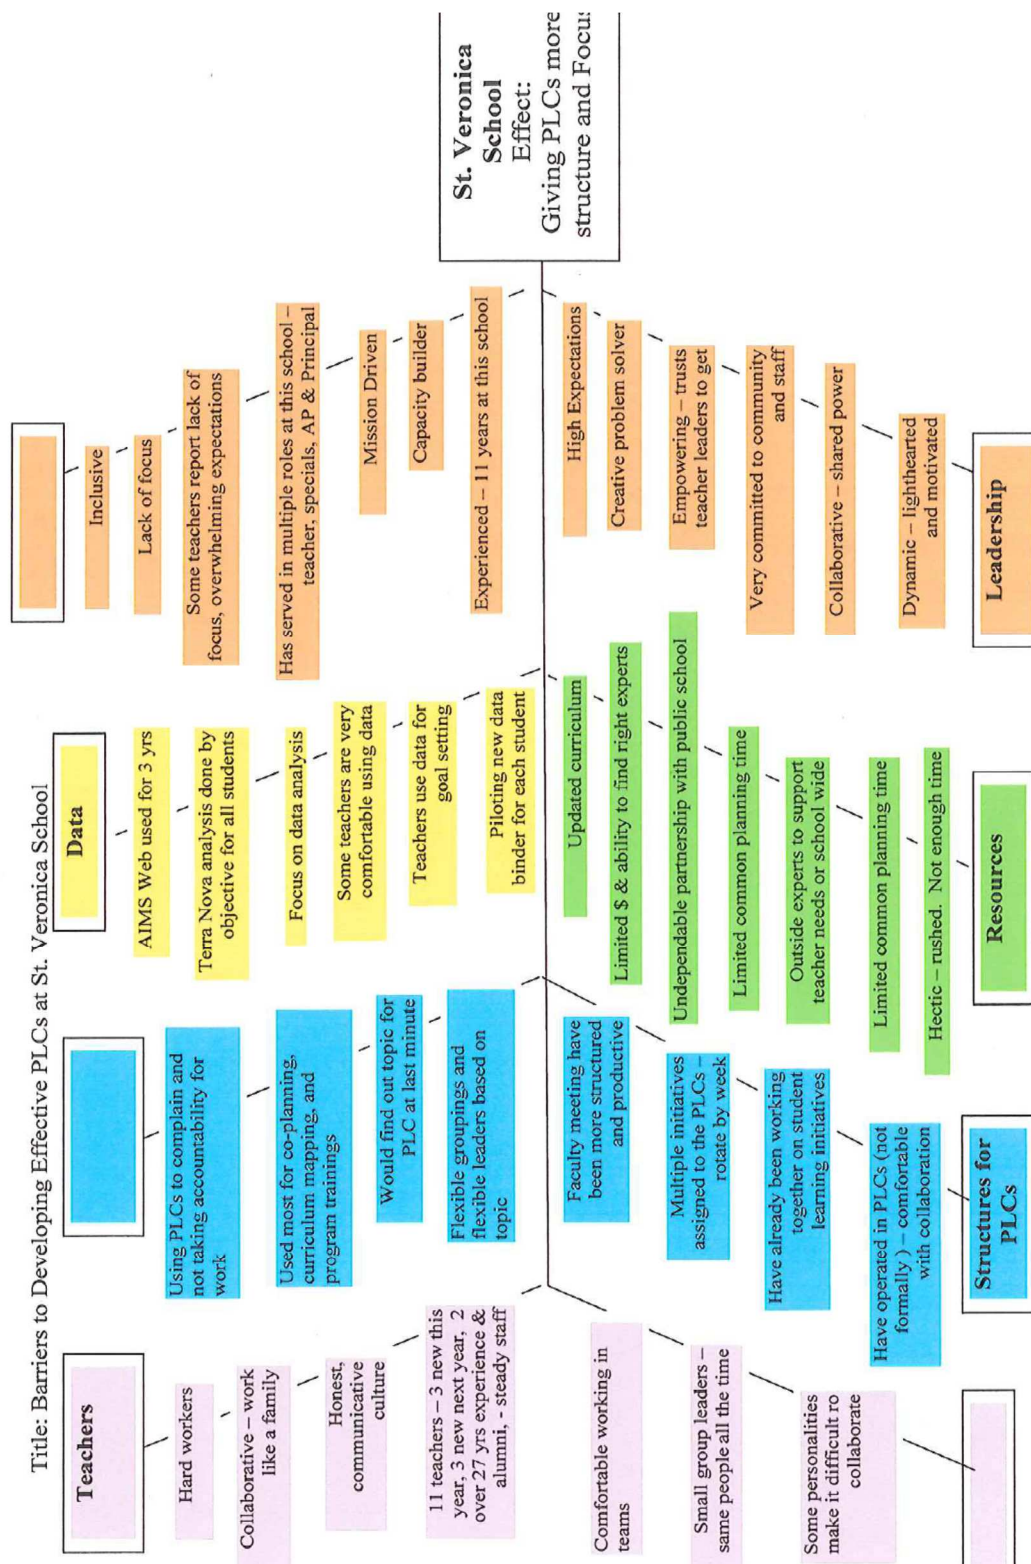 Title: Barriers to Developing Effective PLCs at St. Veronica School
Teachers
Hard workers
Collaborative – work
like a family
Honest,
communicative
culture
11 teachers – 3 new this
year, 3 new next year, 2
over 27 yrs experience &
alumni, - steady staff
Comfortable working in
teams
Small group leaders –
same people all the time
Some personalities
make it difficult ro
collaborate
Using PLCs to complain and
not taking accountability for
work
Used most for co-planning,
curriculum mapping, and
program trainings
Would find out topic for
PLC at last minute
Flexible groupings and
flexible leaders based on
topic
Faculty meeting have
been more structured
and productive
Multiple initiatives
assigned to the PLCs –
rotate by week
Have already been working
together on student
learning initiatives
Have operated in PLCs (not
formally ) – comfortable
with collaboration
Structures for
PLCs
Data
AIMS Web used for 3 yrs
Terra Nova analysis done by
objective for all students
Focus on data analysis
Some teachers are very
comfortable using data
Teachers use data for
goal setting
Piloting new data
binder for each student
Updated curriculum
Limited $ & ability to find right experts
Undependable partnership with public school
Limited common planning time
Outside experts to support
teacher needs or school wide
Limited common planning time
Hectic – rushed.  Not enough time
Resources
Inclusive
Lack of focus
Some teachers report lack of
focus, overwhelming expectations
Has served in multiple roles at this school –
teacher, specials, AP & Principal
Mission Driven
Capacity builder
Experienced – 11 years at this school
High Expectations
Creative problem solver
Empowering – trusts
teacher leaders to get
Very committed to community
and staff
Collaborative – shared power
Dynamic – lighthearted
and motivated
Leadership
St. Veronica
School
Effect:
Giving PLCs more
structure and Focus